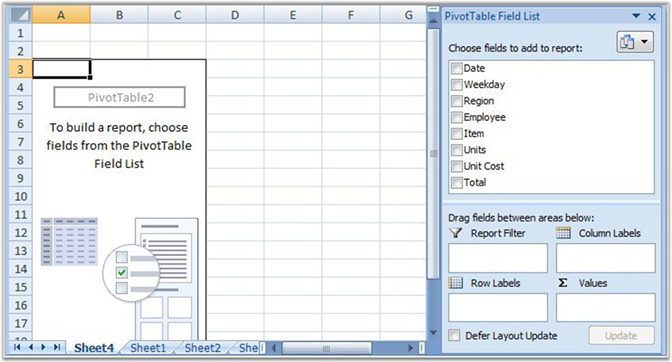 A B C D E F G
1
2
3
4
5
6
7
8
9
10
11
12
13
14
15
16
17
18
PivotTable2
To build a report, choose
fields from the PivotTable
Field List
Sheet4 Sheet1 Sheet2 She
PivotTable Field List
Choose fields to add to report:
Date
Weekday
Region
Employee
Item
Units
Unit Cost
Total
Drag fields between areas below:
Report Filter Column Labels
Row Labels Σ Values
Defer Layout Update Update